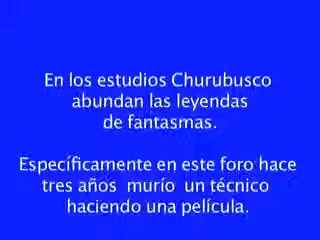 En los estudios Churubusco
abundan las leyendas
de fantasmas.
Específicamente en este foro hace
tres años murío un técnico
haciendo una película.